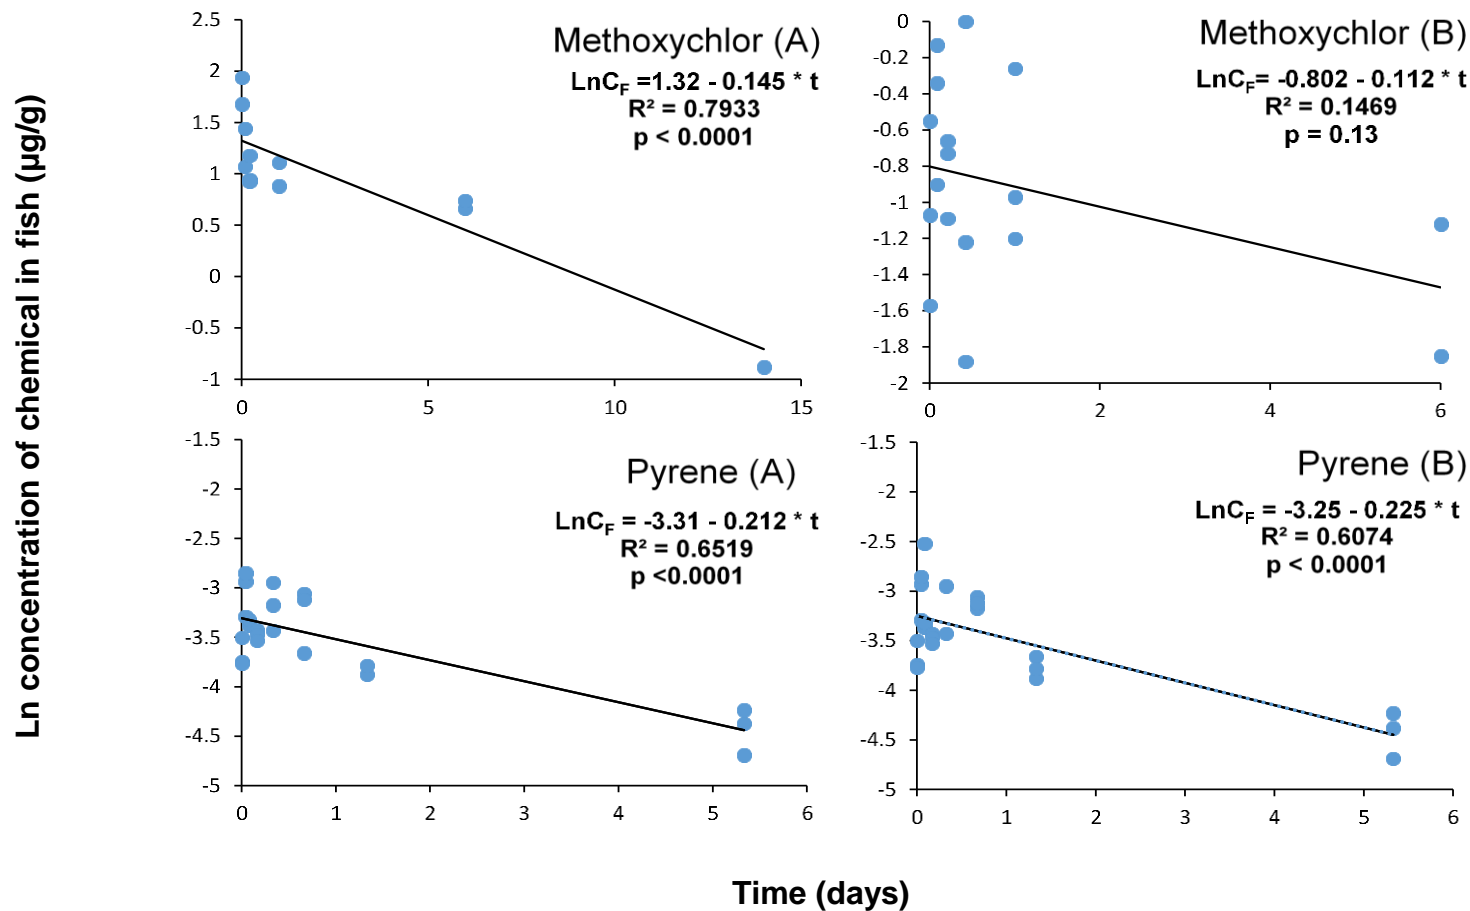 Ln concentration of chemical in fish (µg/g)
Methoxychlor (A)
LnC_F =1.32 - 0.145 * t
R² = 0.7933
p < 0.0001
2.5
2
1.5
1
0.5
0
-0.5
-1
0 5 10 15
Methoxychlor (B)
LnC_F= -0.802 - 0.112 * t
R² = 0.1469
p = 0.13
0
-0.2
-0.4
-0.6
-0.8
-1
-1.2
-1.4
-1.6
-1.8
-2
0 2 4 6
Pyrene (A)
LnC_F = -3.31 - 0.212 * t
R² = 0.6519
p <0.0001
-1.5
-2
-2.5
-3
-3.5
-4
-4.5
-5
0 1 2 3 4 5 6
Pyrene (B)
LnC_F = -3.25 - 0.225 * t
R² = 0.6074
p < 0.0001
-1.5
-2
-2.5
-3
-3.5
-4
-4.5
-5
0 1 2 3 4 5 6
Time (days)